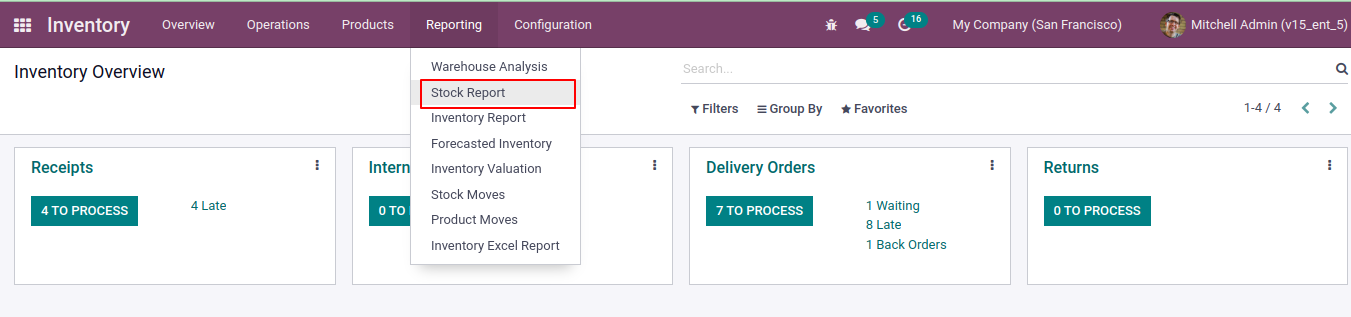 Inventory Overview Operations Products Reporting Configuration 5 16 My Company (San Francisco) Mitchell Admin (v15_ent_5)
Inventory Overview
Search...
Filters Group By Favorites 1-4 / 4
Warehouse Analysis
Stock Report
Inventory Report
Forecasted Inventory
Inventory Valuation
Stock Moves
Product Moves
Inventory Excel Report
Receipts
4 TO PROCESS 4 Late
Intern
0 TO
Delivery Orders
7 TO PROCESS 1 Waiting
8 Late
1 Back Orders
Returns
0 TO PROCESS